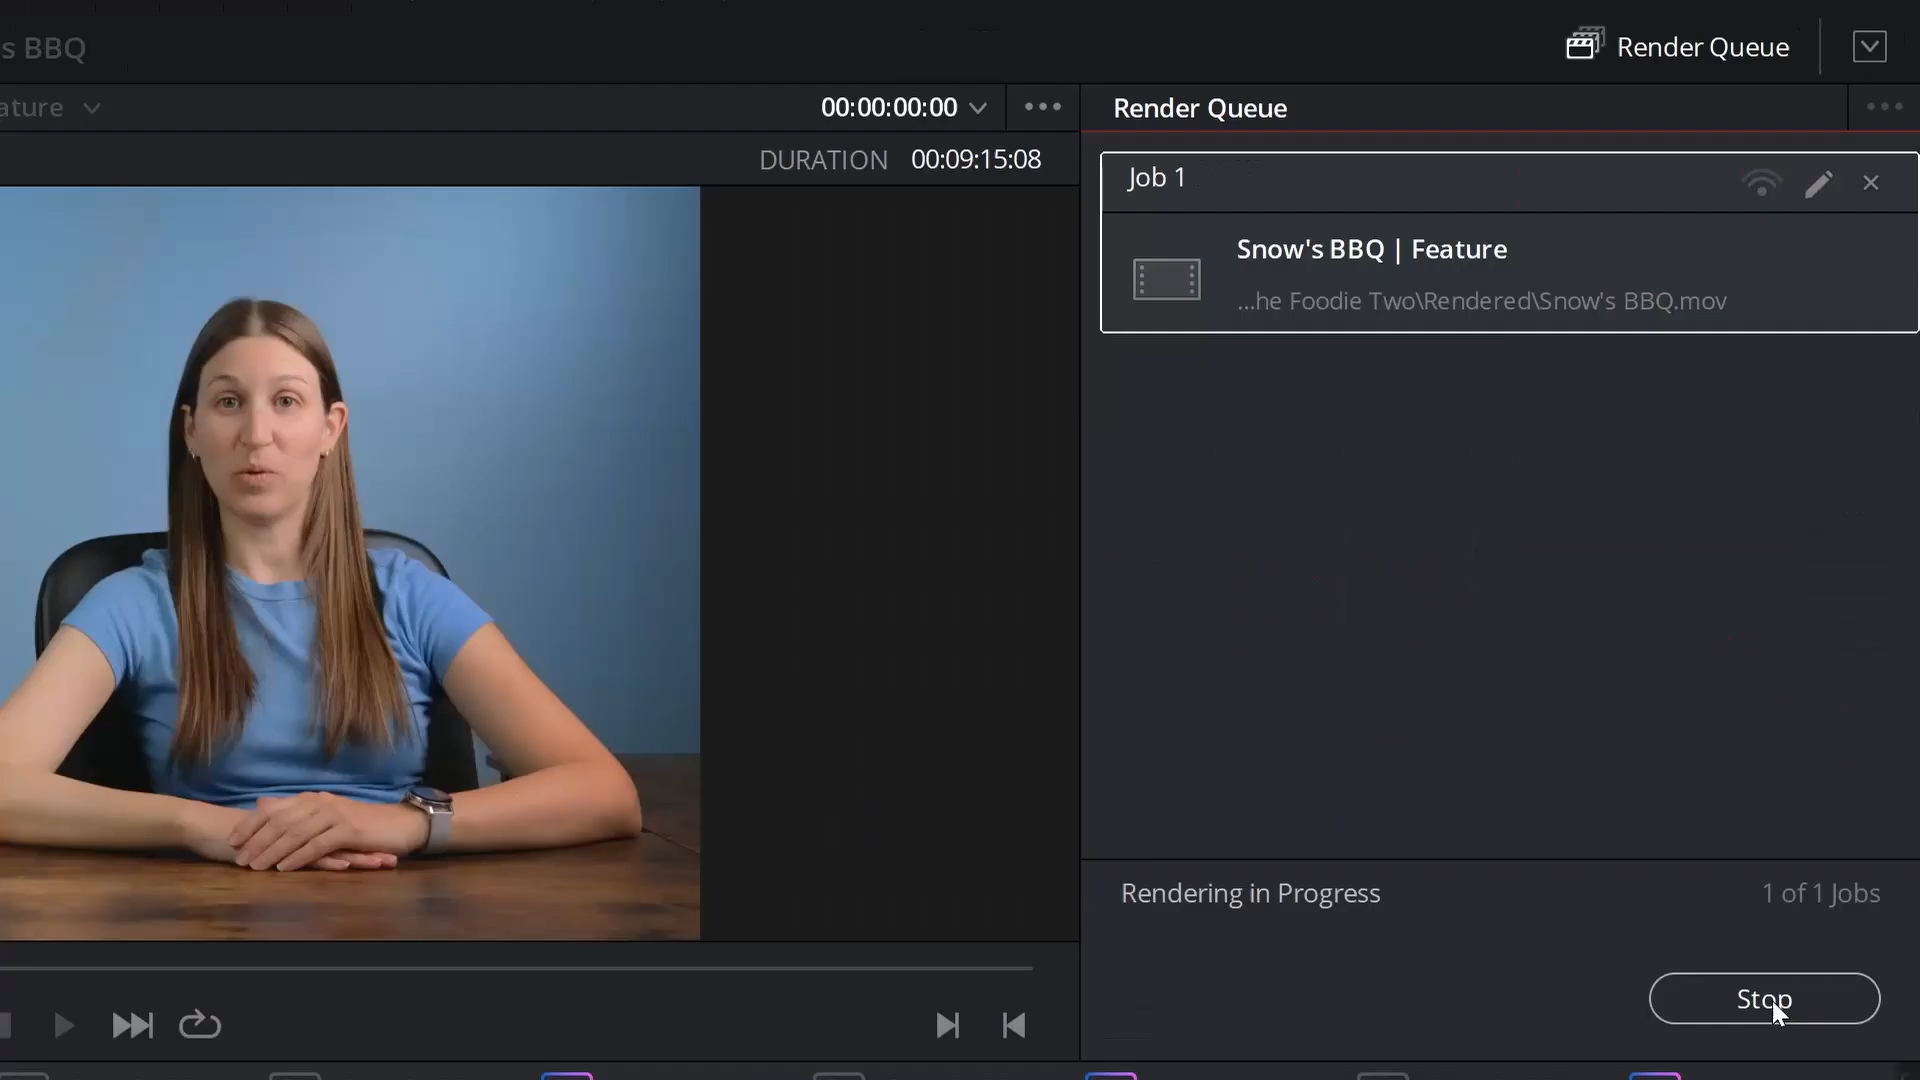 s BBQ
Render Queue
ature
00:00:00:00
Render Queue
DURATION 00:09:15:08
Job 1
Snow's BBQ | Feature
...he Foodie Two\Rendered\Snow's BBQ.mov
Rendering in Progress
1 of 1 Jobs
Stop